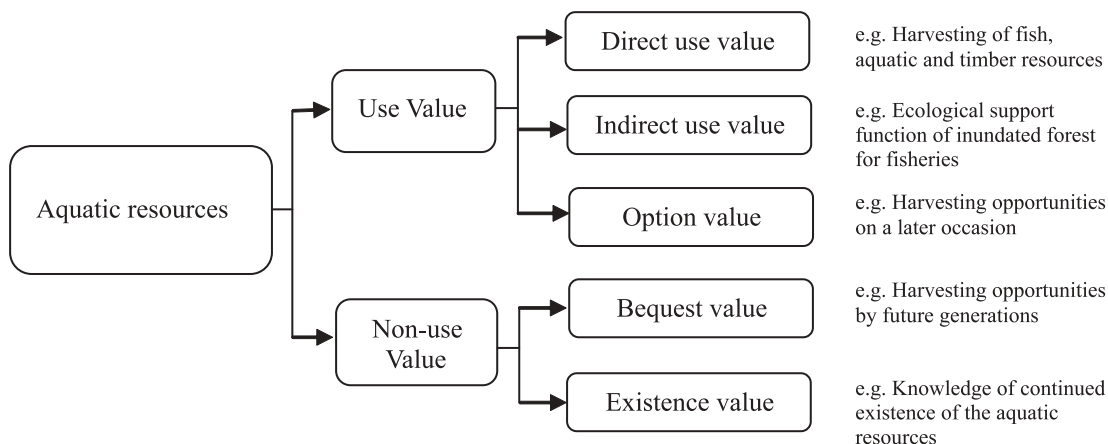 Aquatic resources
Use Value
Direct use value
e.g. Harvesting of fish,
aquatic and timber resources
Indirect use value
e.g. Ecological support
function of inundated forest
for fisheries
Option value
e.g. Harvesting opportunities
on a later occasion
Non-use
Value
Bequest value
e.g. Harvesting opportunities
by future generations
Existence value
e.g. Knowledge of continued
existence of the aquatic
resources